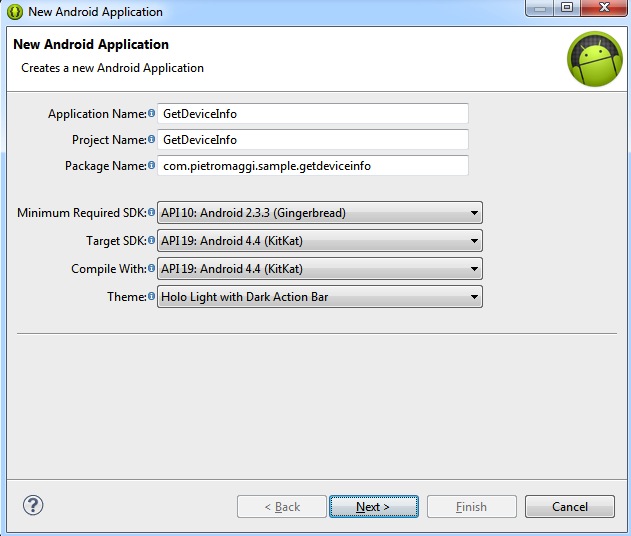 New Android Application
New Android Application
Creates a new Android Application
Application Name: GetDeviceInfo
Project Name: GetDeviceInfo
Package Name: com.pietromaggi.sample.getdeviceinfo
Minimum Required SDK: API 10: Android 2.3.3 (Gingerbread)
Target SDK: API 19: Android 4.4 (KitKat)
Compile With: API 19: Android 4.4 (KitKat)
Theme: Holo Light with Dark Action Bar
? < Back Next > Finish Cancel